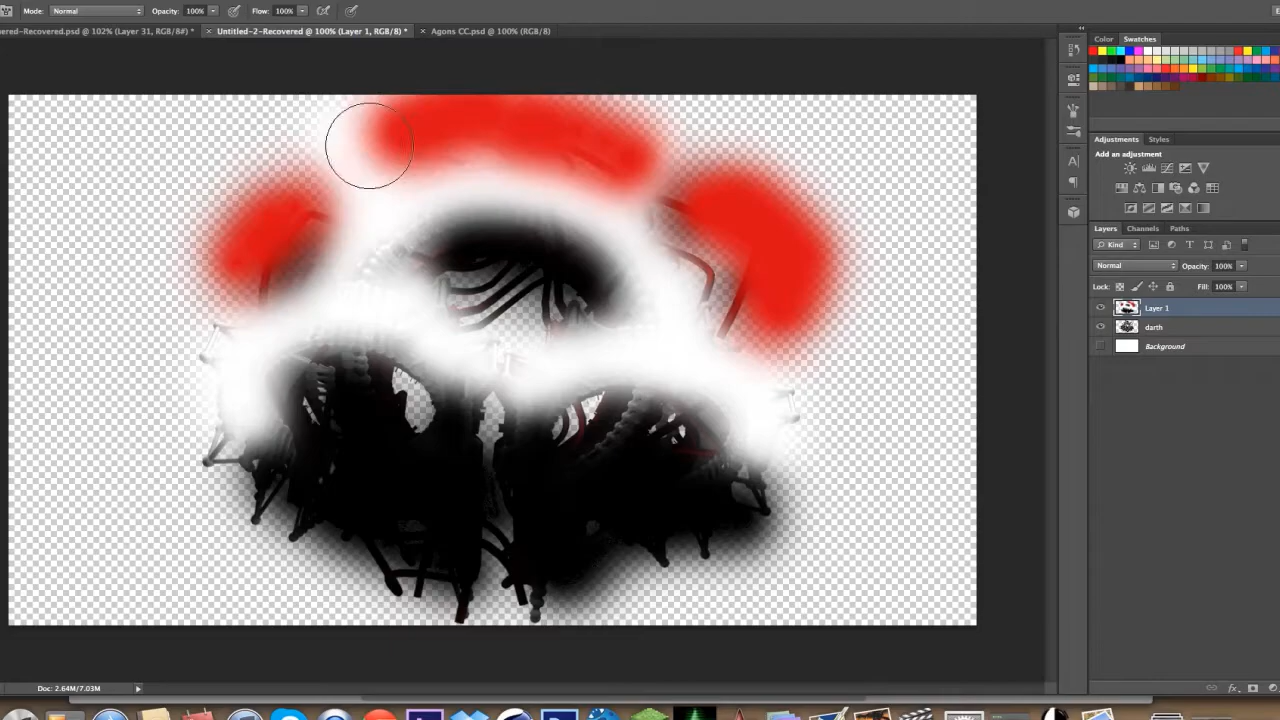 Mode: Normal Opacity: 100% Flow: 100%
ered-Recovered.psd @ 102% (Layer 31, RGB/8#) * × Untitled-2-Recovered @ 100% (Layer 1, RGB/8) * × Agons CC.psd @ 100% (RGB/8)
Color Swatches
Adjustments Styles
Add an adjustment
Layers Channels Paths
Kind
Normal Opacity: 100%
Lock: Fill: 100%
Layer 1
darth
Background
fx
Doc: 2.64M/7.03M